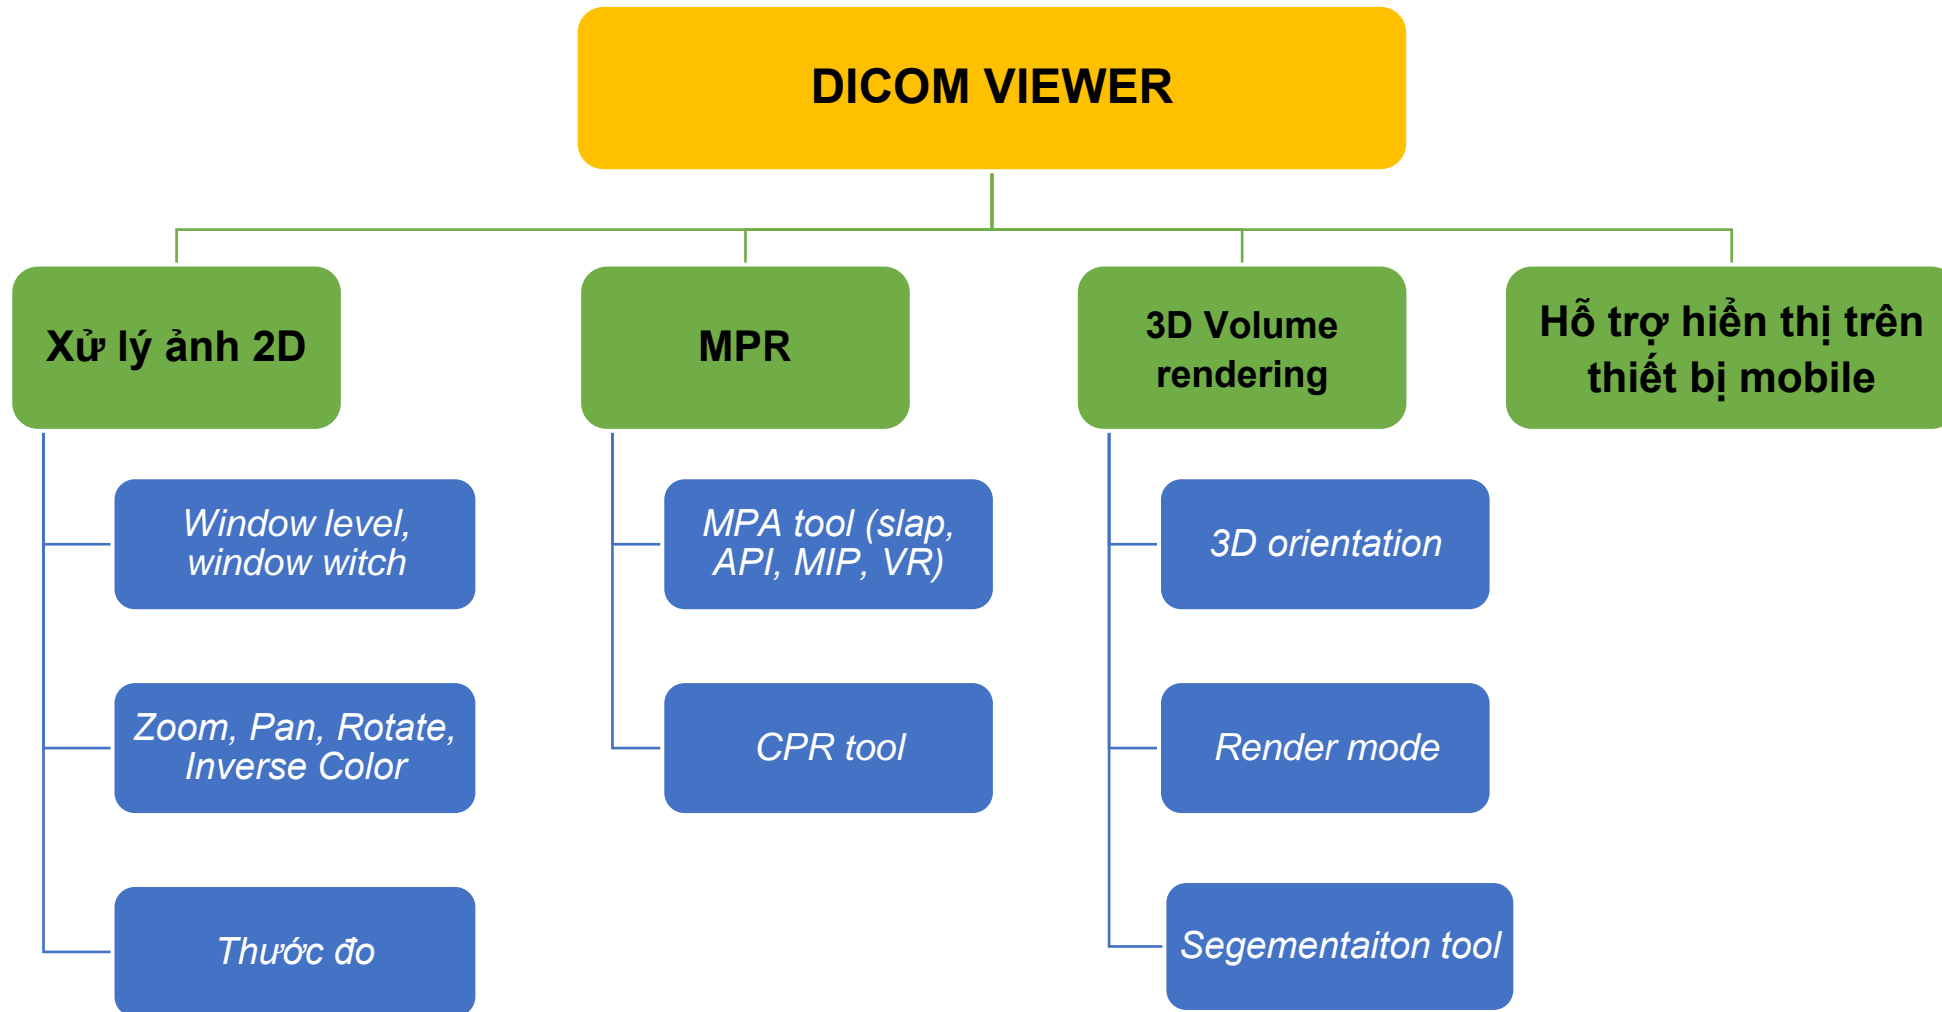 DICOM VIEWER
Xử lý ảnh 2D
MPR
3D Volume
rendering
Hỗ trợ hiển thị trên
thiết bị mobile
Window level,
window witch
MPA tool (slap,
API, MIP, VR)
3D orientation
Zoom, Pan, Rotate,
Inverse Color
CPR tool
Render mode
Thước đo
Segementaiton tool